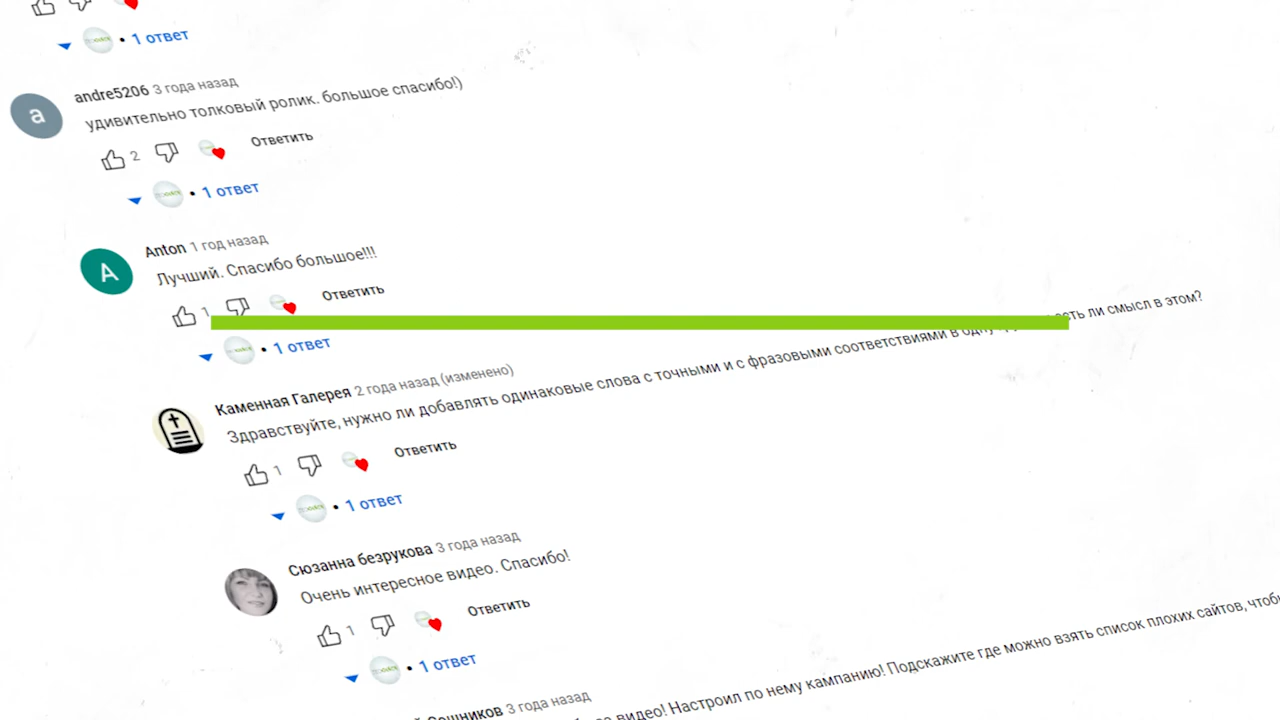 1 ответ
andre5206 3 года назад
удивительно толковый ролик. большое спасибо!)
2 Ответить
1 ответ
A
Anton 1 год назад
Лучший. Спасибо большое!!!
1 Ответить
1 ответ
Каменная Галерея 2 года назад (изменено)
Здравствуйте, нужно ли добавлять одинаковые слова с точными и с фразовыми соответствиями в одну есть ли смысл в этом?
1 Ответить
1 ответ
Сюзанна безрукова 3 года назад
Очень интересное видео. Спасибо!
1 Ответить
1 ответ
Сошников 3 года назад
видео! Настроил по нему кампанию! Подскажите где можно взять список плохих сайтов, чтобы